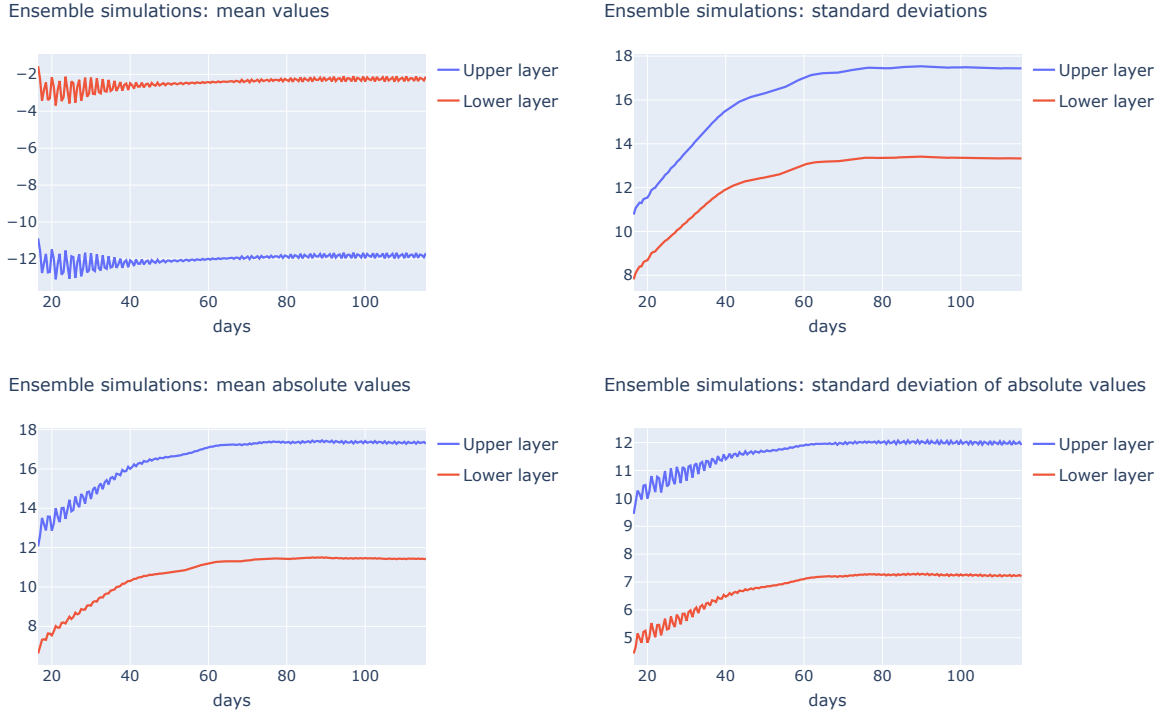 Ensemble simulations: mean values
−2
−4
−6
−8
−10
−12
20
40
60
80
100
days
Upper layer
Lower layer
Ensemble simulations: standard deviations
18
16
14
12
10
8
20
40
60
80
100
days
Upper layer
Lower layer
Ensemble simulations: mean absolute values
18
16
14
12
10
8
20
40
60
80
100
days
Upper layer
Lower layer
Ensemble simulations: standard deviation of absolute values
12
11
10
9
8
7
6
5
20
40
60
80
100
days
Upper layer
Lower layer